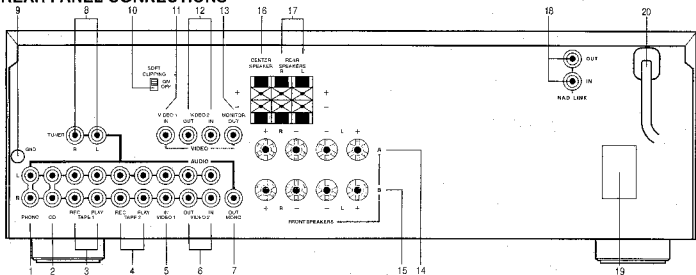 REAR PANEL CONNECTIONS
9 8 10 11 12 13 16 17 18 20
SOFT CLIPPING
ON
OFF
CENTER SPEAKER
REAR SPEAKERS
R L
+ +
- -
OUT
IN
NAD LINK
VIDEO 1 IN
VIDEO 2 OUT IN
MONITOR OUT
VIDEO
TUNER
R L
GND
AUDIO
L
R
+ R - - L +
A
14
B
+ R - - L +
PHONO
CD
REC PLAY
TAPE 1
REC PLAY
TAPE 2
IN
VIDEO 1
OUT IN
VIDEO 2
OUT
MONO
FRONT SPEAKERS
1 2 3 4 5 6 7 15 14 19